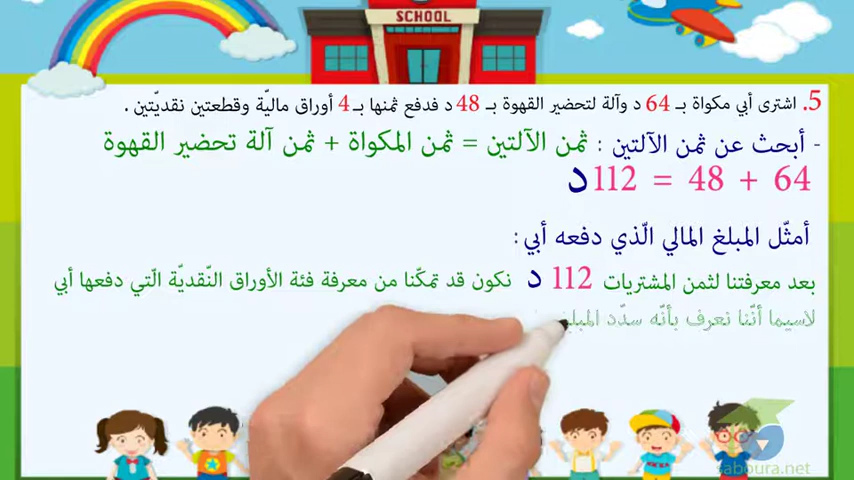 SCHOOL
5. اشترى أبي مكواة بـ 64 د وآلة لتحضير القهوة بـ 48 د فدفع ثمنها بـ 4 أوراق ماليّة وقطعتين نقديّتين .
- أبحث عن ثمن الآلتين : ثمن الآلتين = ثمن المكواة + ثمن آلة تحضير القهوة
64 + 48 = 112 د
أمثّل المبلغ المالي الّذي دفعه أبي :
بعد معرفتنا لثمن المشتريات 112 د نكون قد تمكّنا من معرفة فئة الأوراق النّقديّة الّتي دفعها أبي
لاسيما أنّنا نعرف بأنّه سدّد المبلغ
saboura.net